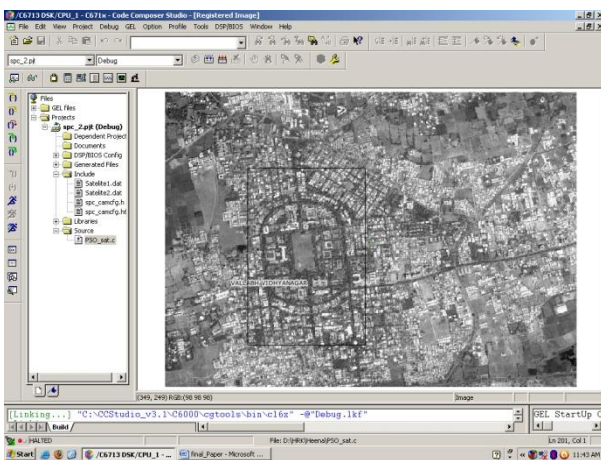 /C6713 DSK/CPU_1 - C671x - Code Composer Studio - [Registered Image]
File Edit View Project Debug GEL Option Profile Tools DSP/BIOS Window Help
spc_2.pjt Debug
Files
GEL files
Projects
spc_2.pjt (Debug)
Dependent Project
Documents
DSP/BIOS Config
Generated Files
Include
Satelite1.dat
Satelite2.dat
spc_camcfg.h
Libraries
Source
PSO_sat.c
VALLABH VIDHYANAGAR
(349, 249) RGB:(98 98 98) Image
[Linking...] "C:\CCStudio_v3.1\C6000\cgtools\bin\cl6x" -@"Debug.lkf"
GEL StartUp C
Build
HALTED File: D:\HRK\Heena\PSO_sat.c Ln 201, Col 1
Start /C6713 DSK/CPU_1 - ... final_Paper - Microsoft ... 11:43 AM